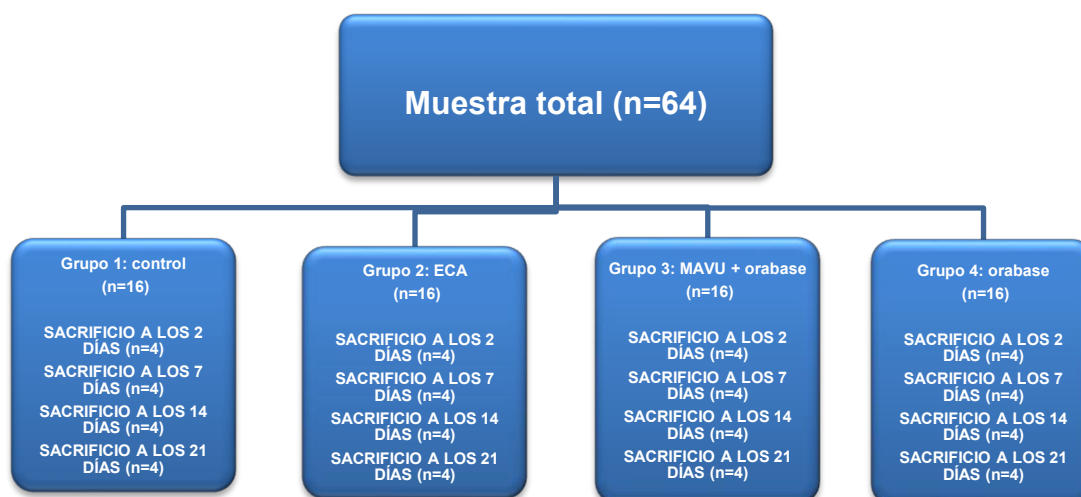 Muestra total (n=64)
Grupo 1: control
(n=16)
SACRIFICIO A LOS 2
DÍAS (n=4)
SACRIFICIO A LOS 7
DÍAS (n=4)
SACRIFICIO A LOS 14
DÍAS (n=4)
SACRIFICIO A LOS 21
DÍAS (n=4)
Grupo 2: ECA
(n=16)
SACRIFICIO A LOS 2
DÍAS (n=4)
SACRIFICIO A LOS 7
DÍAS (n=4)
SACRIFICIO A LOS 14
DÍAS (n=4)
SACRIFICIO A LOS 21
DÍAS (n=4)
Grupo 3: MAVU + orabase
(n=16)
SACRIFICIO A LOS 2
DÍAS (n=4)
SACRIFICIO A LOS 7
DÍAS (n=4)
SACRIFICIO A LOS 14
DÍAS (n=4)
SACRIFICIO A LOS 21
DÍAS (n=4)
Grupo 4: orabase
(n=16)
SACRIFICIO A LOS 2
DÍAS (n=4)
SACRIFICIO A LOS 7
DÍAS (n=4)
SACRIFICIO A LOS 14
DÍAS (n=4)
SACRIFICIO A LOS 21
DÍAS (n=4)